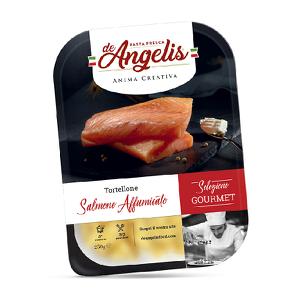 PASTA FRESCA
de Angelis
ANIMA CREATIVA
Tortellone
Salmone Affumicato
Selezione
GOURMET
250g